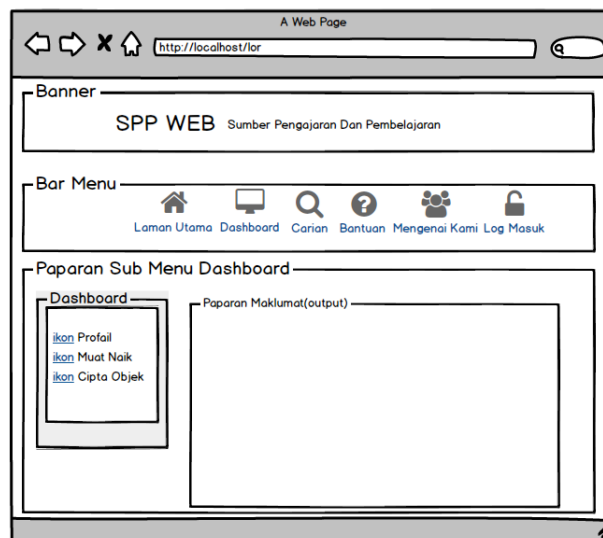 A Web Page
http://localhost/lor
Banner
SPP WEB Sumber Pengajaran Dan Pembelajaran
Bar Menu
Laman Utama Dashboard Carian Bantuan Mengenai Kami Log Masuk
Paparan Sub Menu Dashboard
Dashboard
ikon Profail
ikon Muat Naik
ikon Cipta Objek
Paparan Maklumat(output)